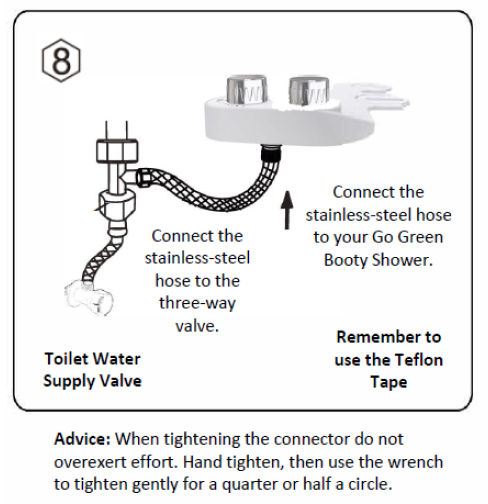 8
Connect the
stainless-steel hose
to your Go Green
Booty Shower.
Connect the
stainless-steel
hose to the
three-way
valve.
Toilet Water
Supply Valve
Remember to
use the Teflon
Tape
Advice: When tightening the connector do not
overexert effort. Hand tighten, then use the wrench
to tighten gently for a quarter or half a circle.